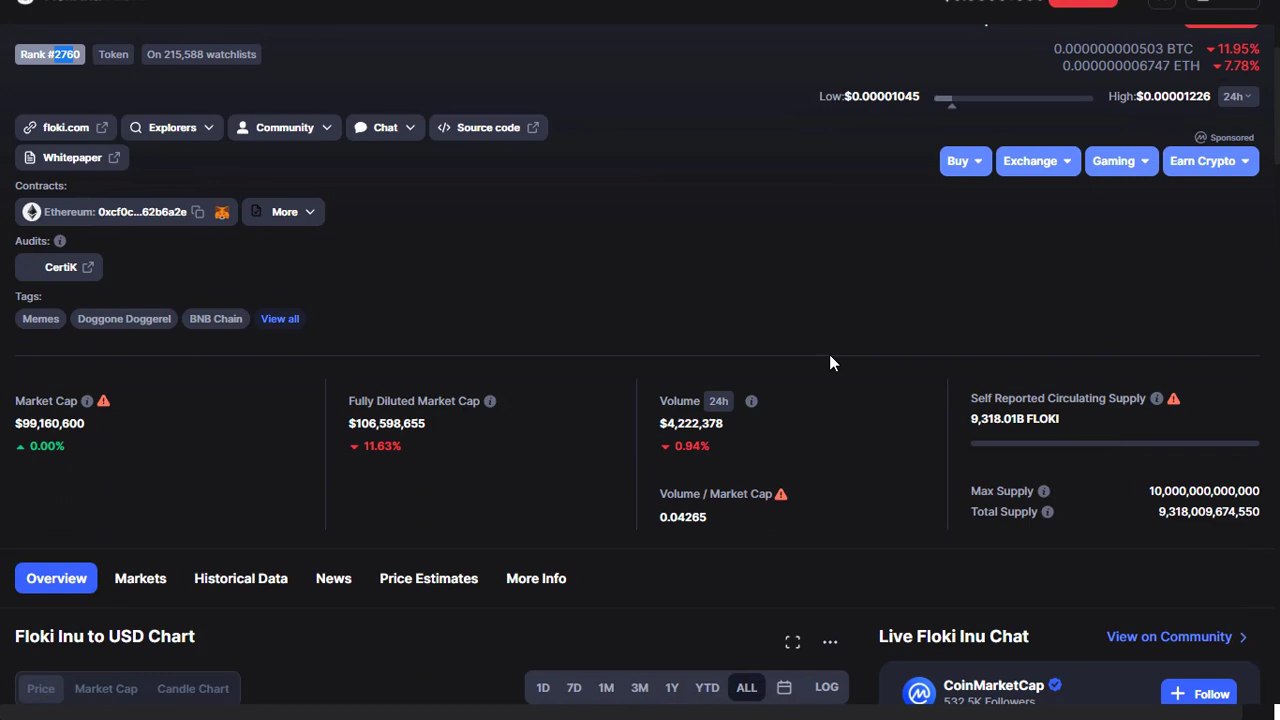 Rank #2760 Token On 215,588 watchlists
0.000000000503 BTC 11.95%
0.000000006747 ETH 7.78%
Low:$0.00001045 High:$0.00001226 24h
floki.com Explorers Community Chat Source code
Sponsored
Whitepaper
Buy Exchange Gaming Earn Crypto
Contracts:
Ethereum: 0xcf0c...62b6a2e More
Audits:
CertiK
Tags:
Memes Doggone Doggerel BNB Chain View all
Market Cap
$99,160,600
0.00%
Fully Diluted Market Cap
$106,598,655
11.63%
Volume 24h
$4,222,378
0.94%
Volume / Market Cap
0.04265
Self Reported Circulating Supply
9,318.01B FLOKI
Max Supply 10,000,000,000,000
Total Supply 9,318,009,674,550
Overview Markets Historical Data News Price Estimates More Info
Floki Inu to USD Chart
Price Market Cap Candle Chart
1D 7D 1M 3M 1Y YTD ALL LOG
Live Floki Inu Chat View on Community
CoinMarketCap
532.5K Followers
Follow